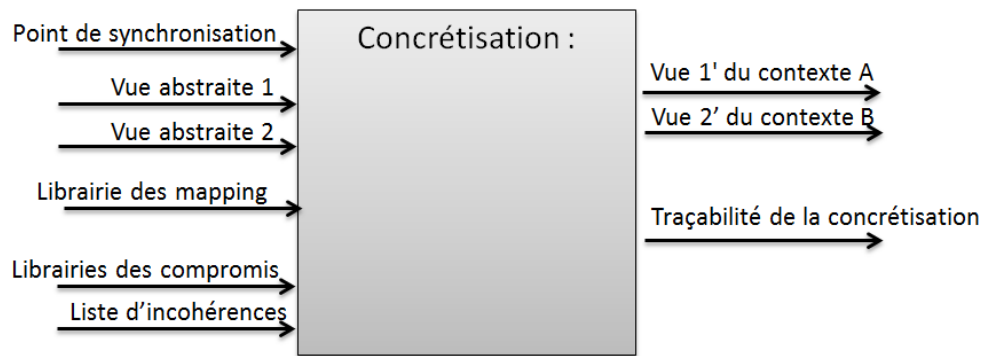 Point de synchronisation
Concrétisation :
Vue abstraite 1
Vue abstraite 2
Librairie des mapping
Librairies des compromis
Liste d’incohérences
Vue 1' du contexte A
Vue 2’ du contexte B
Traçabilité de la concrétisation